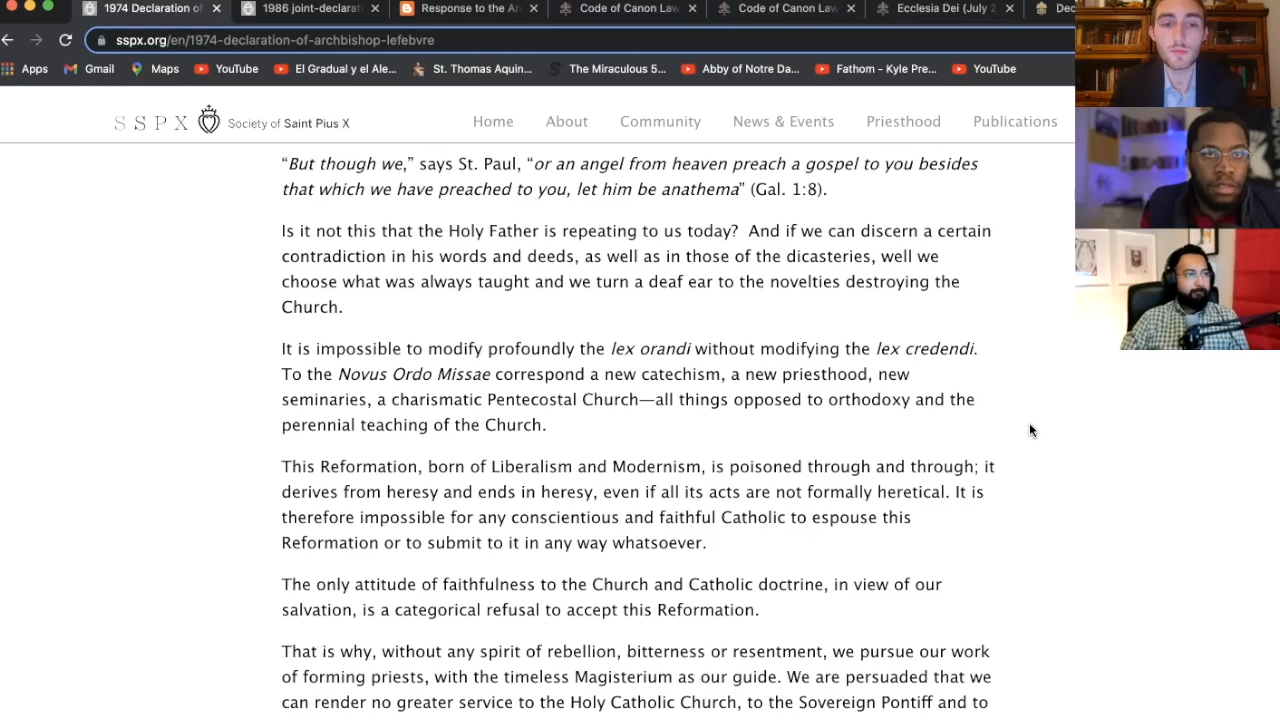 1974 Declaration of
1986 joint-declarat
Response to the Ar
Code of Canon Law
Code of Canon Law
Ecclesia Dei (July 2
Dec
sspx.org/en/1974-declaration-of-archbishop-lefebvre
Apps
Gmail
Maps
YouTube
El Gradual y el Ale...
St. Thomas Aquin...
The Miraculous 5...
Abby of Notre Da...
Fathom - Kyle Pre...
YouTube
SSPX Society of Saint Pius X
Home
About
Community
News & Events
Priesthood
Publications
“But though we,” says St. Paul, “or an angel from heaven preach a gospel to you besides
that which we have preached to you, let him be anathema” (Gal. 1:8).
Is it not this that the Holy Father is repeating to us today?  And if we can discern a certain
contradiction in his words and deeds, as well as in those of the dicasteries, well we
choose what was always taught and we turn a deaf ear to the novelties destroying the
Church.
It is impossible to modify profoundly the lex orandi without modifying the lex credendi.
To the Novus Ordo Missae correspond a new catechism, a new priesthood, new
seminaries, a charismatic Pentecostal Church—all things opposed to orthodoxy and the
perennial teaching of the Church.
This Reformation, born of Liberalism and Modernism, is poisoned through and through; it
derives from heresy and ends in heresy, even if all its acts are not formally heretical. It is
therefore impossible for any conscientious and faithful Catholic to espouse this
Reformation or to submit to it in any way whatsoever.
The only attitude of faithfulness to the Church and Catholic doctrine, in view of our
salvation, is a categorical refusal to accept this Reformation.
That is why, without any spirit of rebellion, bitterness or resentment, we pursue our work
of forming priests, with the timeless Magisterium as our guide. We are persuaded that we
can render no greater service to the Holy Catholic Church, to the Sovereign Pontiff and to